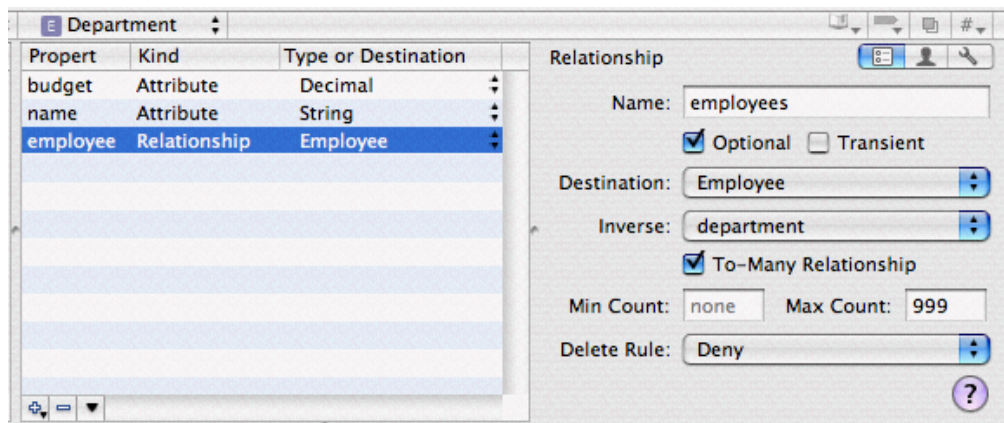 E Department
#
Propert Kind Type or Destination
budget Attribute Decimal
name Attribute String
employee Relationship Employee
Relationship
Name: employees
Optional Transient
Destination: Employee
Inverse: department
To-Many Relationship
Min Count: none Max Count: 999
Delete Rule: Deny
?